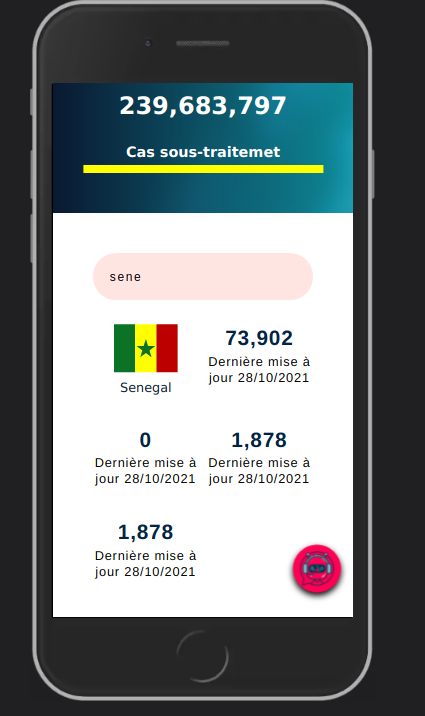 239,683,797
Cas sous-traitemet
sene
73,902
Dernière mise à
jour 28/10/2021
Senegal
0
Dernière mise à
jour 28/10/2021
1,878
Dernière mise à
jour 28/10/2021
1,878
Dernière mise à
jour 28/10/2021